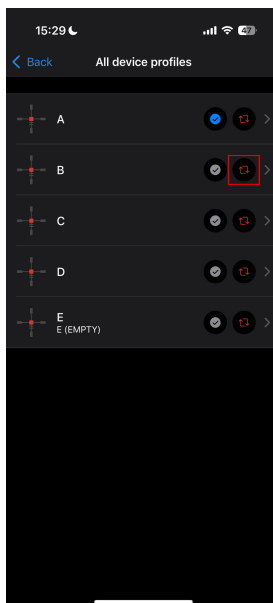 15:29
47
Back
All device profiles
A
B
C
D
E
E (EMPTY)